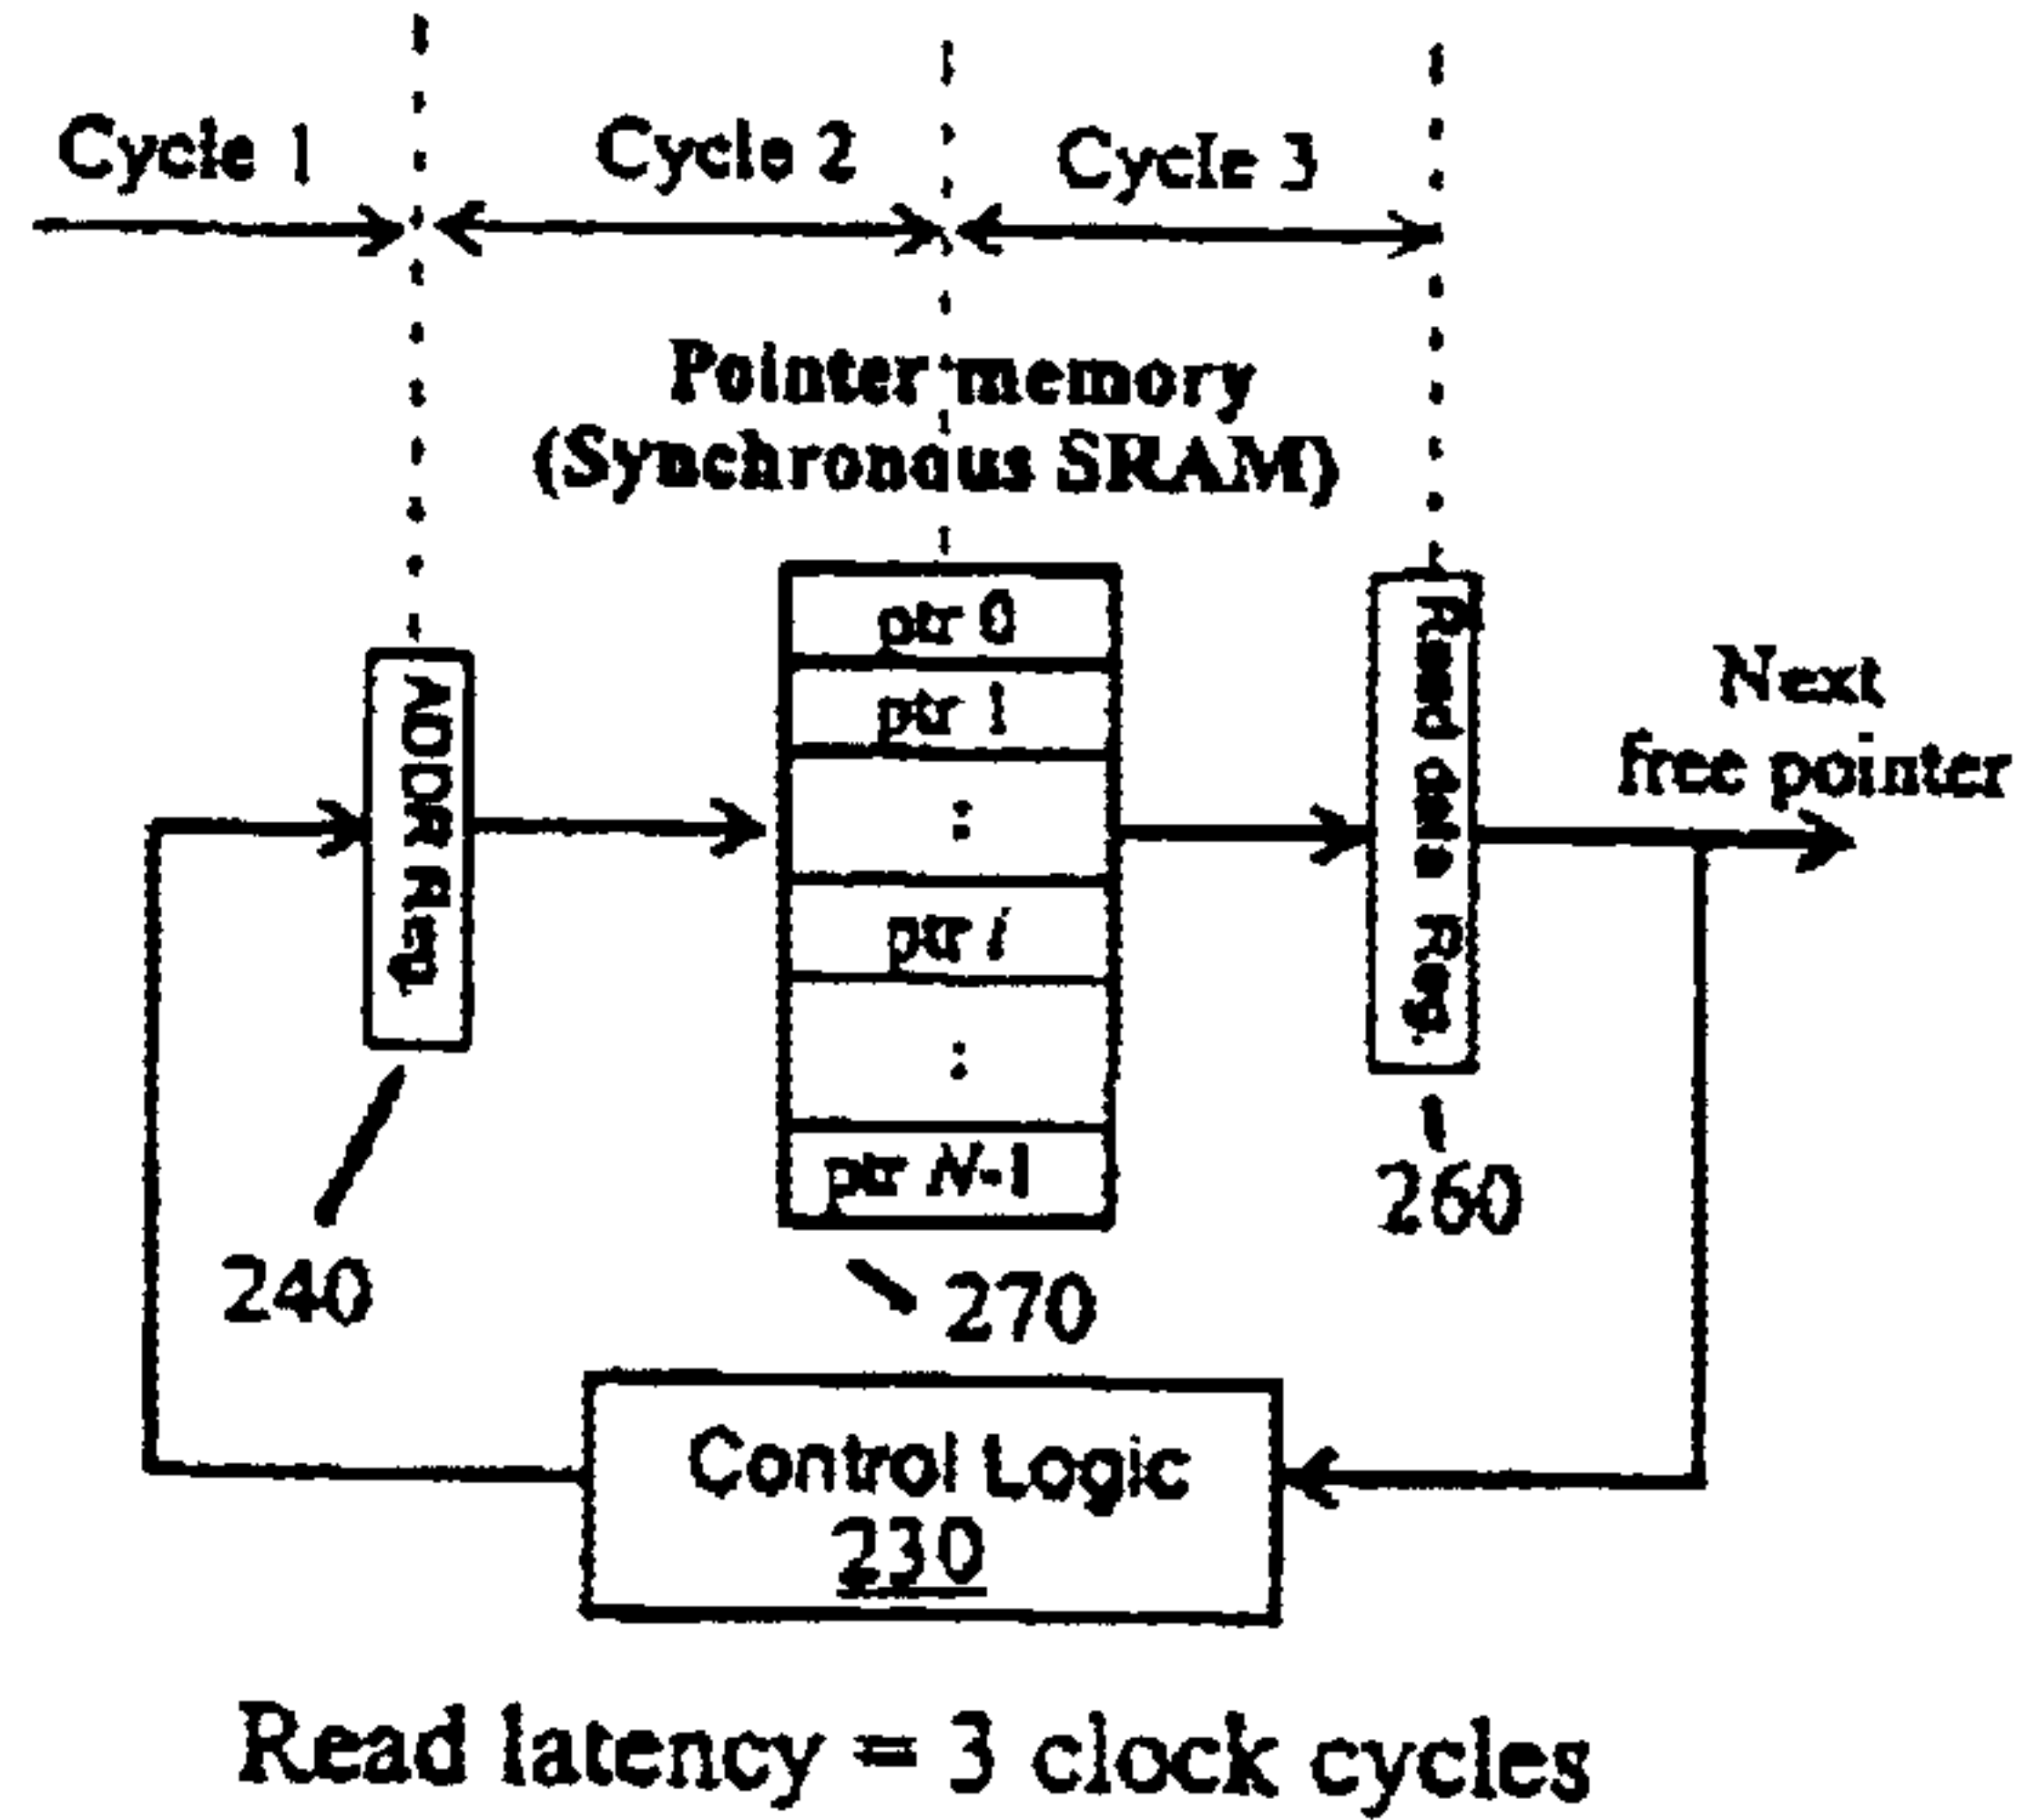 Cycle 1
Cycle 2
Cycle 3
Pointer memory
(Synchronous SRAM)
ptr 0
ptr 1
:
ptr i
:
ptr N-1
ADDR Reg
Read data Reg.
Next
free pointer
240
270
260
Control Logic
230
Read latency = 3 clock cycles